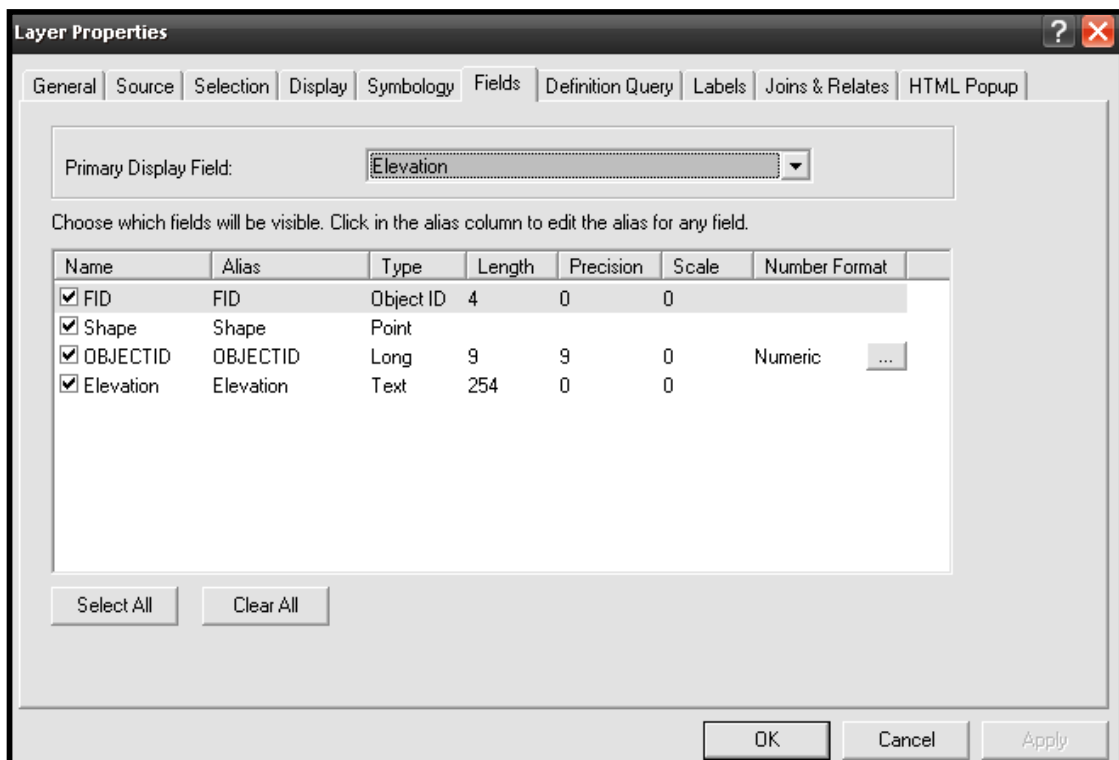 Layer Properties
General Source Selection Display Symbology Fields Definition Query Labels Joins & Relates HTML Popup
Primary Display Field: Elevation
Choose which fields will be visible. Click in the alias column to edit the alias for any field.
Name Alias Type Length Precision Scale Number Format
FID FID Object ID 4 0 0
Shape Shape Point
OBJECTID OBJECTID Long 9 9 0 Numeric ...
Elevation Elevation Text 254 0 0
Select All Clear All
OK Cancel Apply